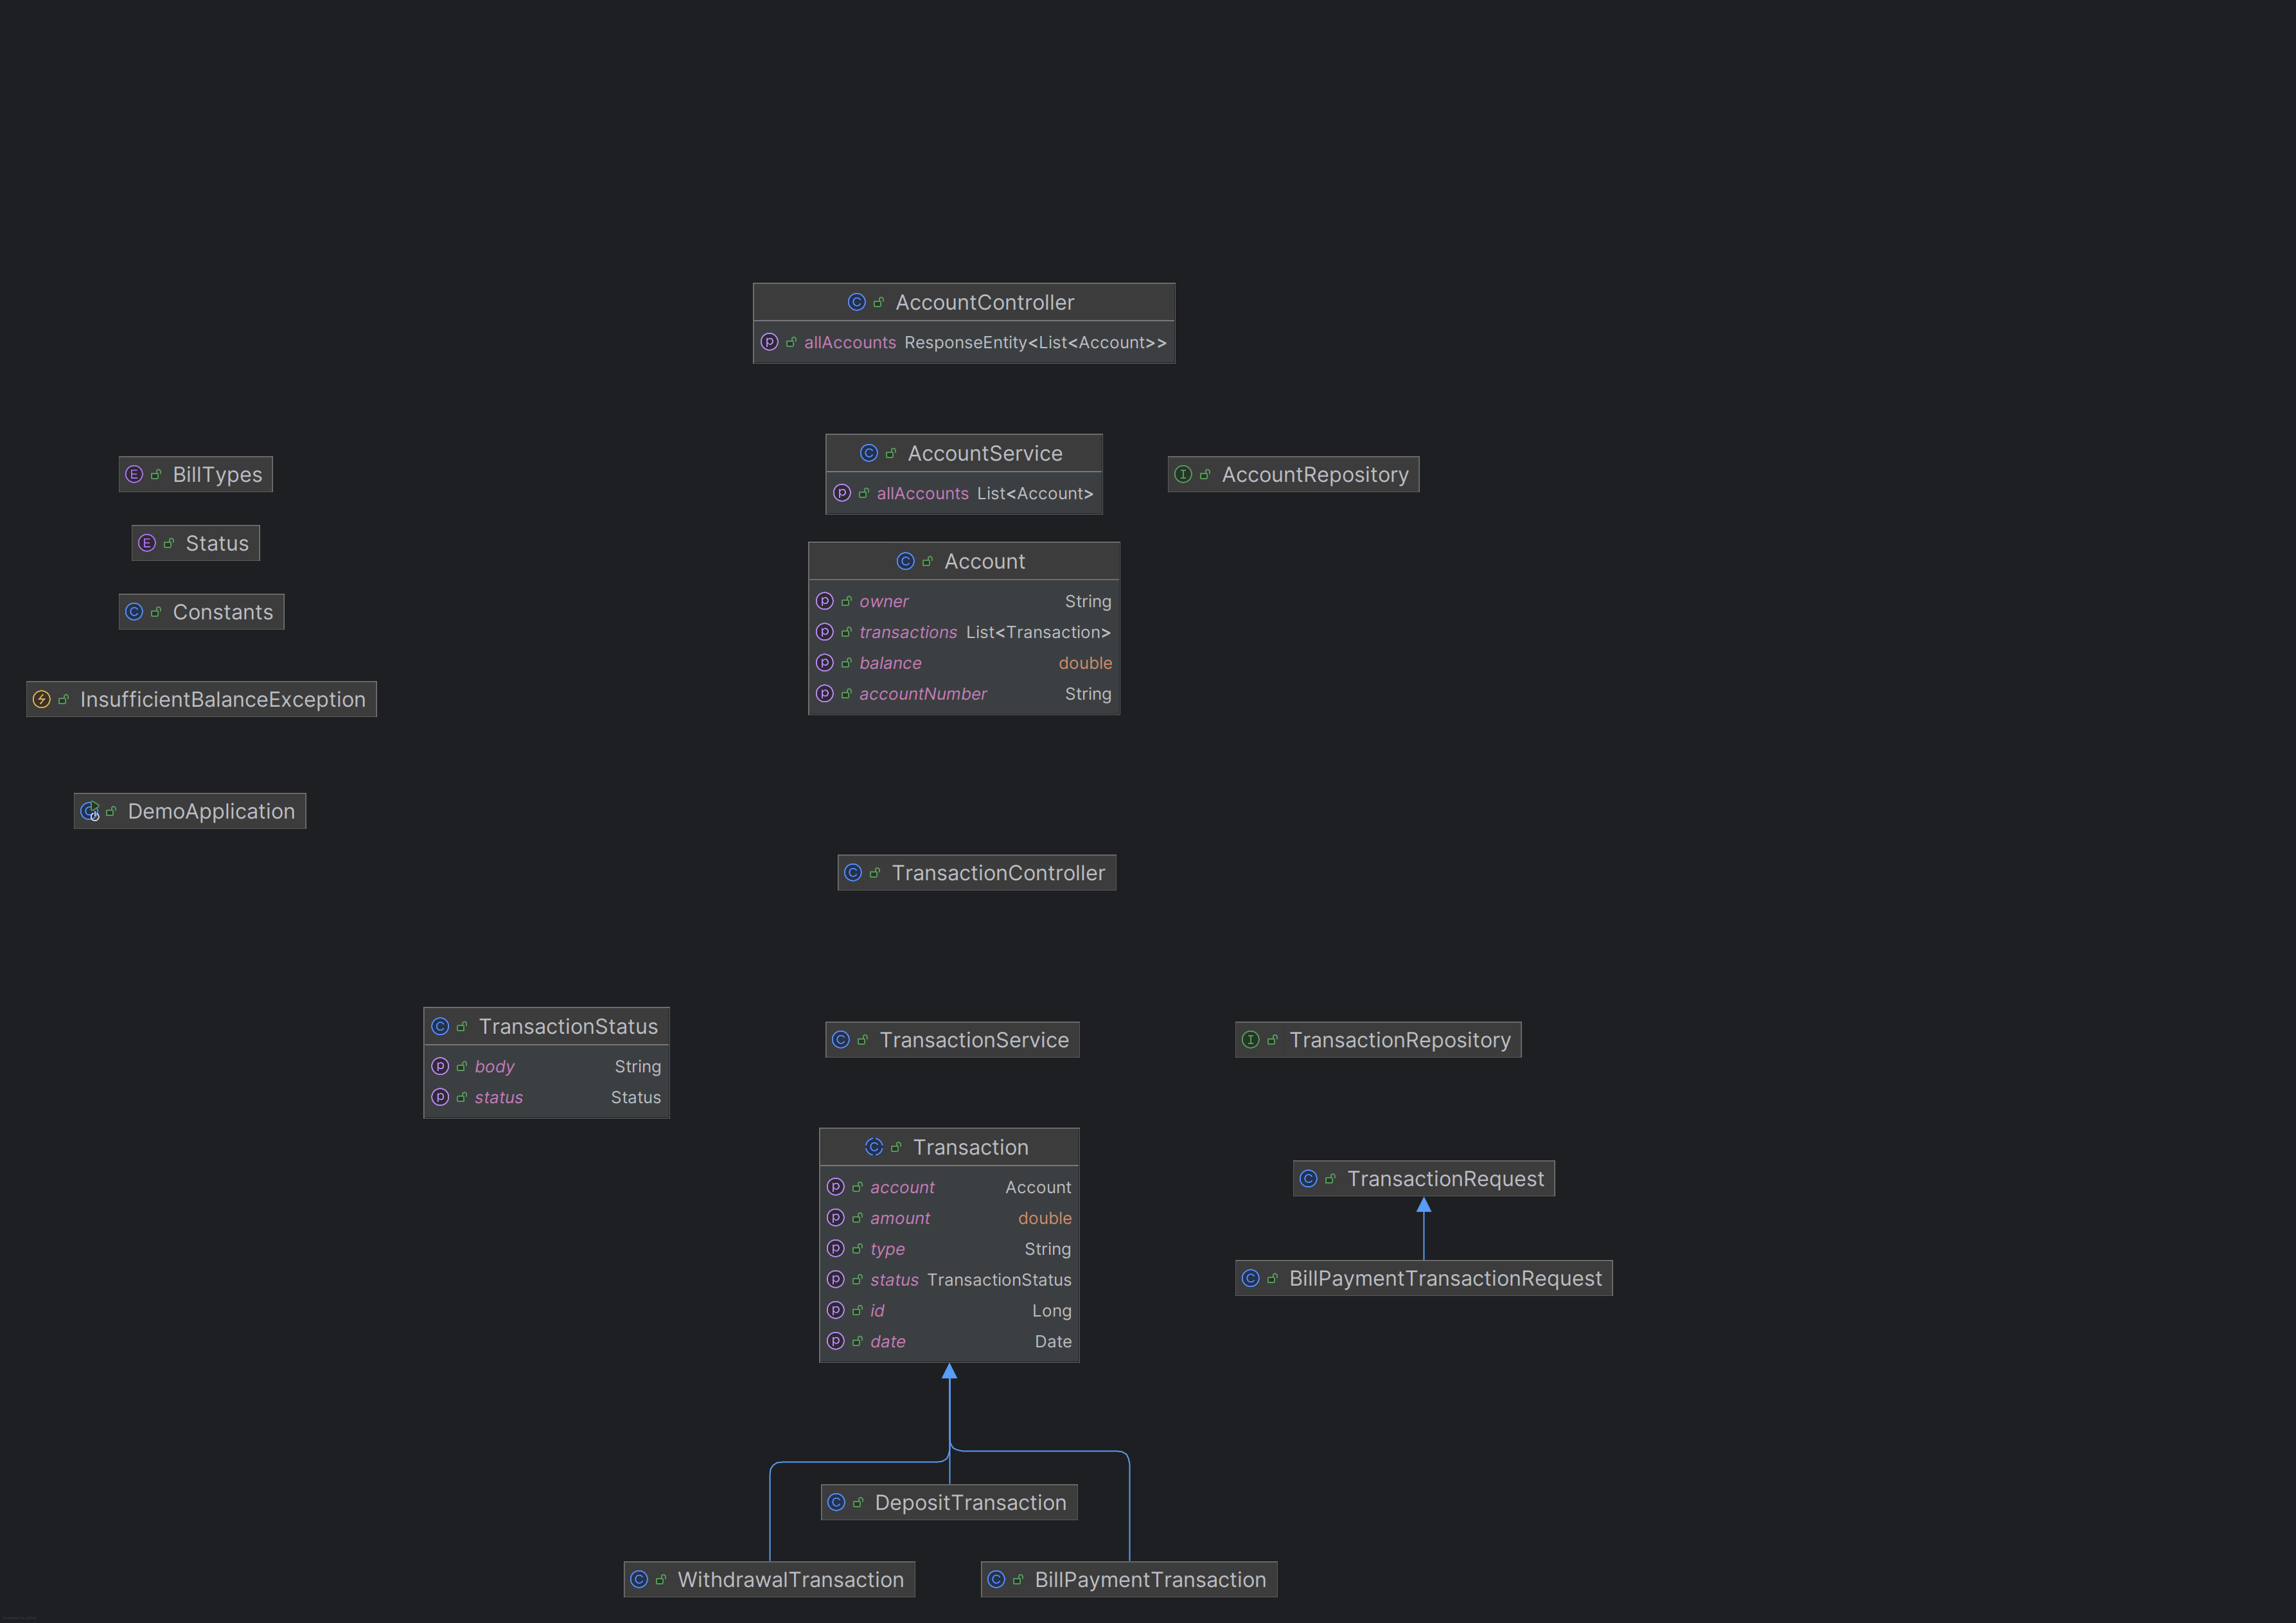 AccountController
allAccounts ResponseEntity<List<Account>>
BillTypes
AccountService
allAccounts List<Account>
AccountRepository
Status
Constants
Account
owner String
transactions List<Transaction>
balance double
accountNumber String
InsufficientBalanceException
DemoApplication
TransactionController
TransactionStatus
body String
status Status
TransactionService
TransactionRepository
Transaction
account Account
amount double
type String
status TransactionStatus
id Long
date Date
TransactionRequest
BillPaymentTransactionRequest
DepositTransaction
WithdrawalTransaction
BillPaymentTransaction